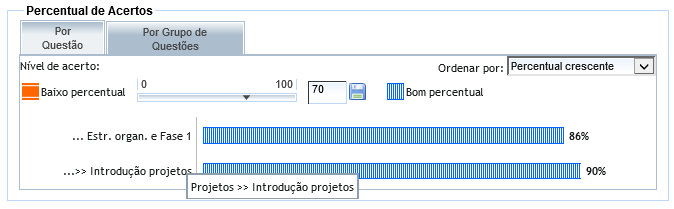 Percentual de Acertos
Por
Questão
Por Grupo de
Questões
Nível de acerto:
Ordenar por:
Percentual crescente
Baixo percentual
0
100
70
Bom percentual
... Estr. organ. e Fase 1
86%
...>> Introdução projetos
90%
Projetos >> Introdução projetos